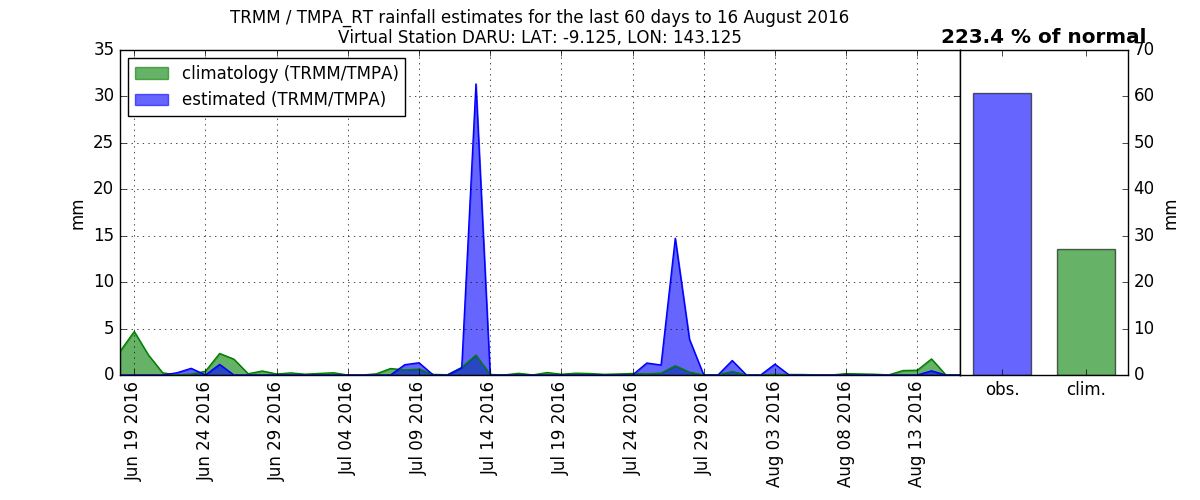 TRMM / TMPA_RT rainfall estimates for the last 60 days to 16 August 2016
Virtual Station DARU: LAT: -9.125, LON: 143.125
223.4 % of normal
climatology (TRMM/TMPA)
estimated (TRMM/TMPA)
35
30
25
20
15
10
5
0
mm
Jun 19 2016
Jun 24 2016
Jun 29 2016
Jul 04 2016
Jul 09 2016
Jul 14 2016
Jul 19 2016
Jul 24 2016
Jul 29 2016
Aug 03 2016
Aug 08 2016
Aug 13 2016
70
60
50
40
30
20
10
0
mm
obs.
clim.